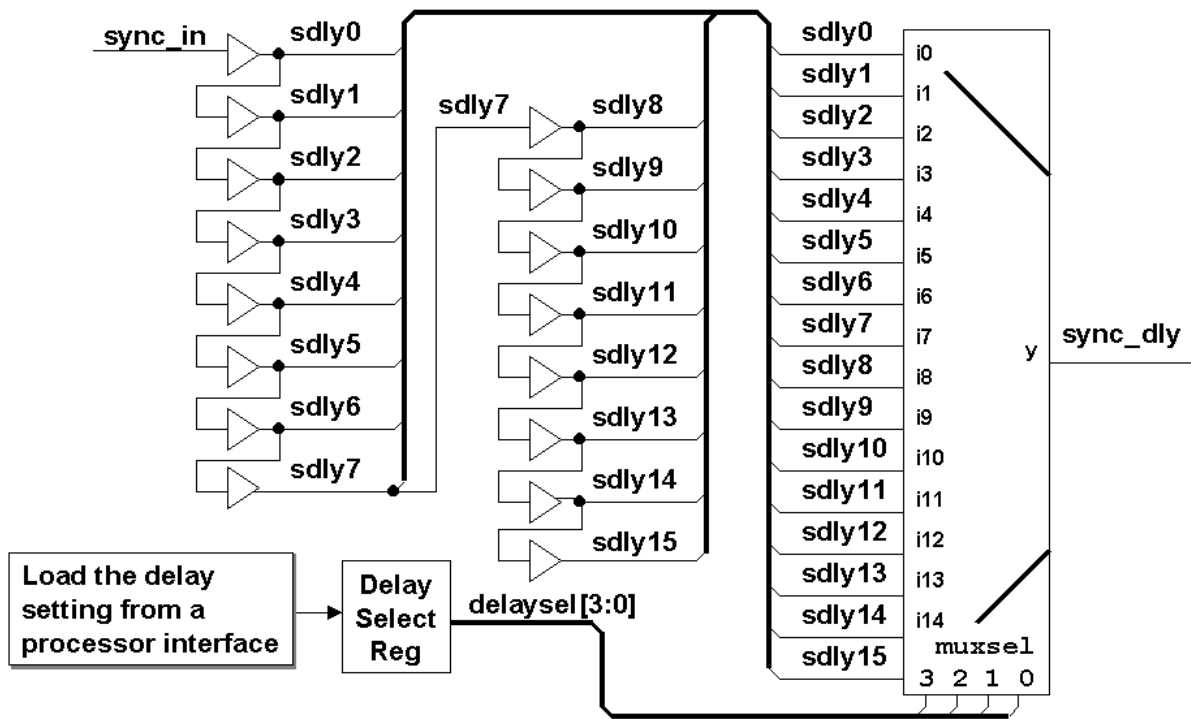 sync_in
sdly0
sdly1
sdly2
sdly3
sdly4
sdly5
sdly6
sdly7
sdly7
sdly8
sdly9
sdly10
sdly11
sdly12
sdly13
sdly14
sdly15
sdly0
sdly1
sdly2
sdly3
sdly4
sdly5
sdly6
sdly7
sdly8
sdly9
sdly10
sdly11
sdly12
sdly13
sdly14
sdly15
i0
i1
i2
i3
i4
i5
i6
i7
i8
i9
i10
i11
i12
i13
i14
muxsel
3 2 1 0
y
sync_dly
Load the delay
setting from a
processor interface
Delay
Select
Reg
delaysel[3:0]